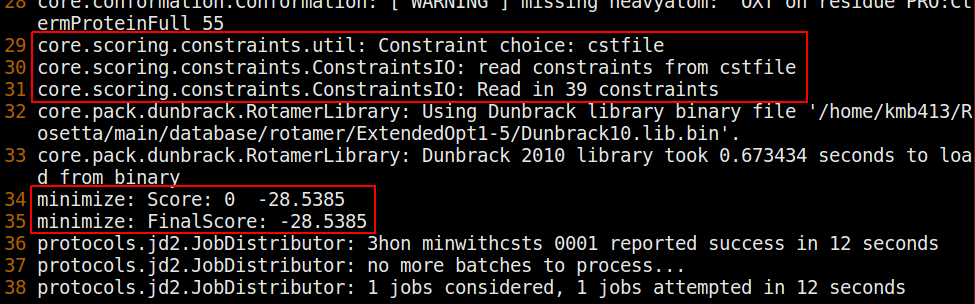 28 core.conformation.Conformation: [ WARNING ] missing heavyatom:  OXT on residue PRO:Ct
ermProteinFull 55
29 core.scoring.constraints.util: Constraint choice: cstfile
30 core.scoring.constraints.ConstraintsIO: read constraints from cstfile
31 core.scoring.constraints.ConstraintsIO: Read in 39 constraints
32 core.pack.dunbrack.RotamerLibrary: Using Dunbrack library binary file '/home/kmb413/R
osetta/main/database/rotamer/ExtendedOpt1-5/Dunbrack10.lib.bin'.
33 core.pack.dunbrack.RotamerLibrary: Dunbrack 2010 library took 0.673434 seconds to loa
d from binary
34 minimize: Score: 0  -28.5385
35 minimize: FinalScore: -28.5385
36 protocols.jd2.JobDistributor: 3hon minwithcsts 0001 reported success in 12 seconds
37 protocols.jd2.JobDistributor: no more batches to process...
38 protocols.jd2.JobDistributor: 1 jobs considered, 1 jobs attempted in 12 seconds